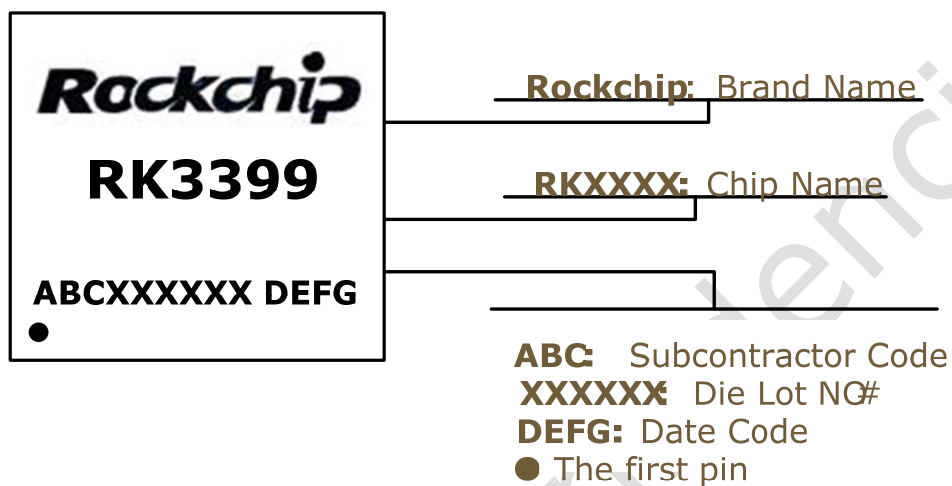 Rockchip
RK3399
ABCXXXXXX DEFG
Rockchip: Brand Name
RKXXXX: Chip Name
ABC: Subcontractor Code
XXXXXX: Die Lot NO#
DEFG: Date Code
● The first pin